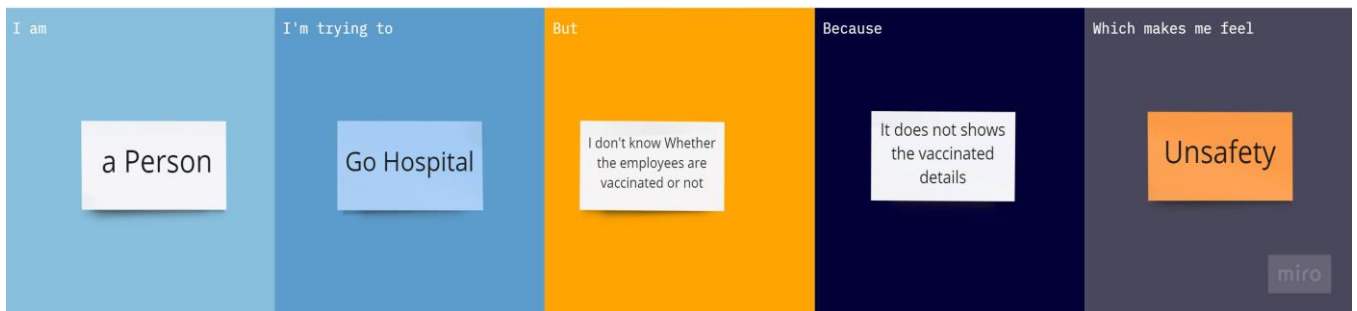 I am
a Person
I'm trying to
Go Hospital
But
I don't know Whether
the employees are
vaccinated or not
Because
It does not shows
the vaccinated
details
Which makes me feel
Unsafety
miro